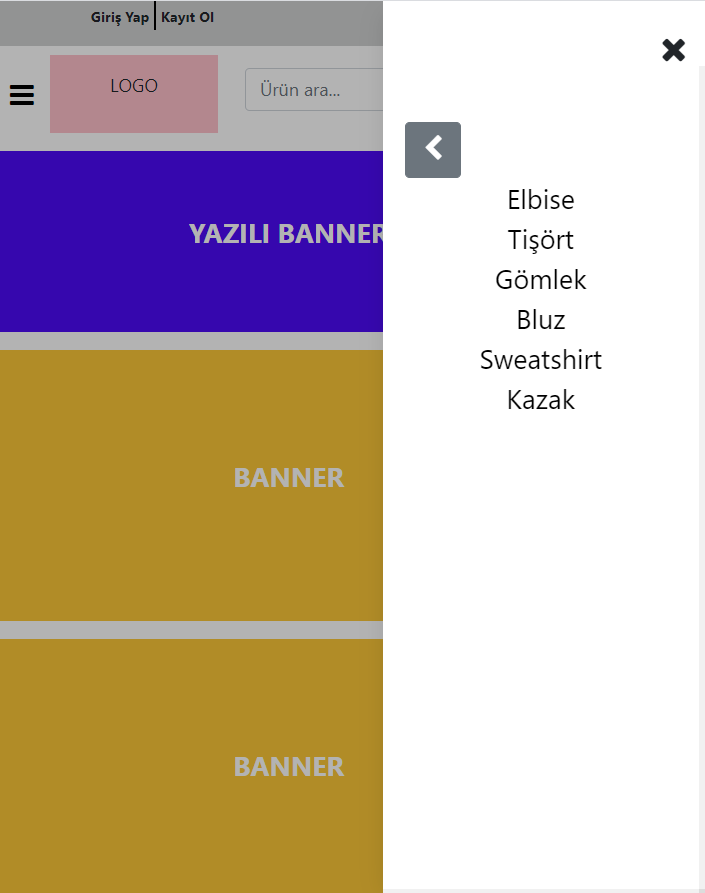 Giriş Yap Kayıt Ol
LOGO
Ürün ara...
YAZILI BANNER
BANNER
BANNER
Elbise
Tişört
Gömlek
Bluz
Sweatshirt
Kazak